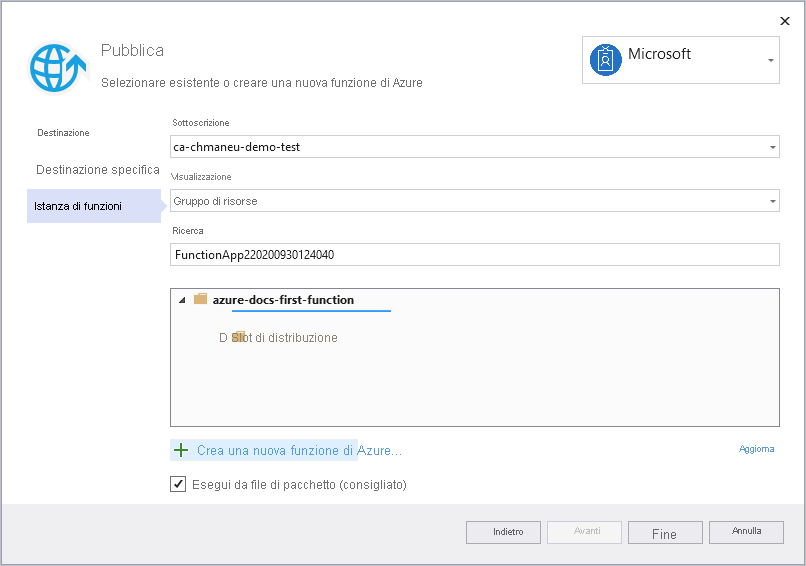 Pubblica
Selezionare esistente o creare una nuova funzione di Azure
Microsoft
Destinazione
Destinazione specifica
Istanza di funzioni
Sottoscrizione
ca-chmaneu-demo-test
Visualizzazione
Gruppo di risorse
Ricerca
FunctionApp220200930124040
azure-docs-first-function
D Slot di distribuzione
Crea una nuova funzione di Azure...
Aggiorna
Esegui da file di pacchetto (consigliato)
Indietro
Avanti
Fine
Annulla